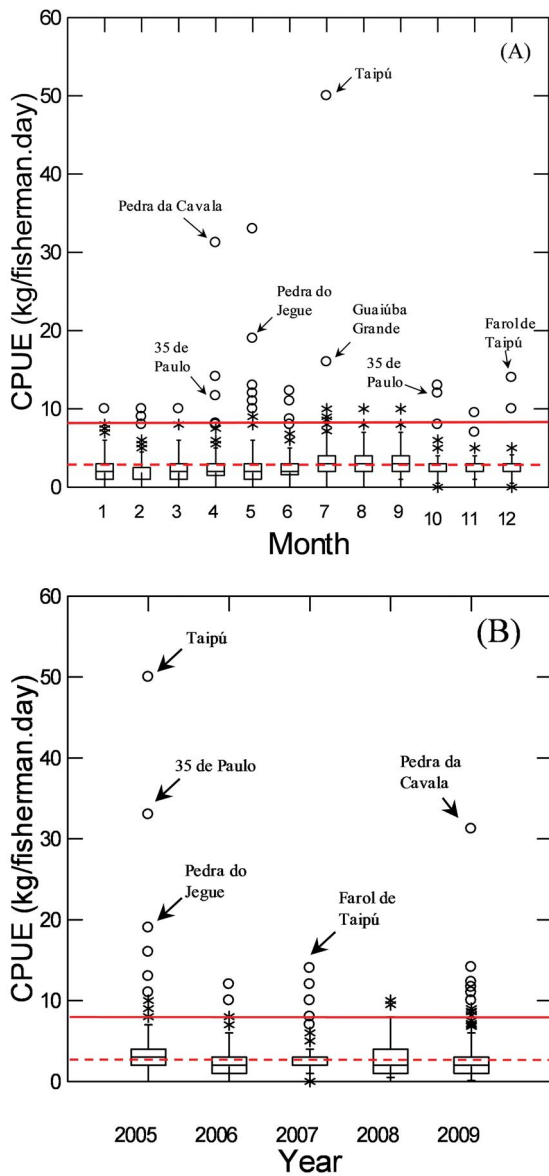 60
50
40
30
20
10
0
CPUE (kg/fisherman.day)
(A)
Taipú
Pedra da Cavala
Pedra do
Jegue
Guaiúba
Grande
Farol de
Taipú
35 de
Paulo
35 de
Paulo
1 2 3 4 5 6 7 8 9 10 11 12
Month
60
50
40
30
20
10
0
CPUE (kg/fisherman.day)
(B)
Taipú
35 de Paulo
Pedra da
Cavala
Pedra do
Jegue
Farol de
Taipú
2005 2006 2007 2008 2009
Year